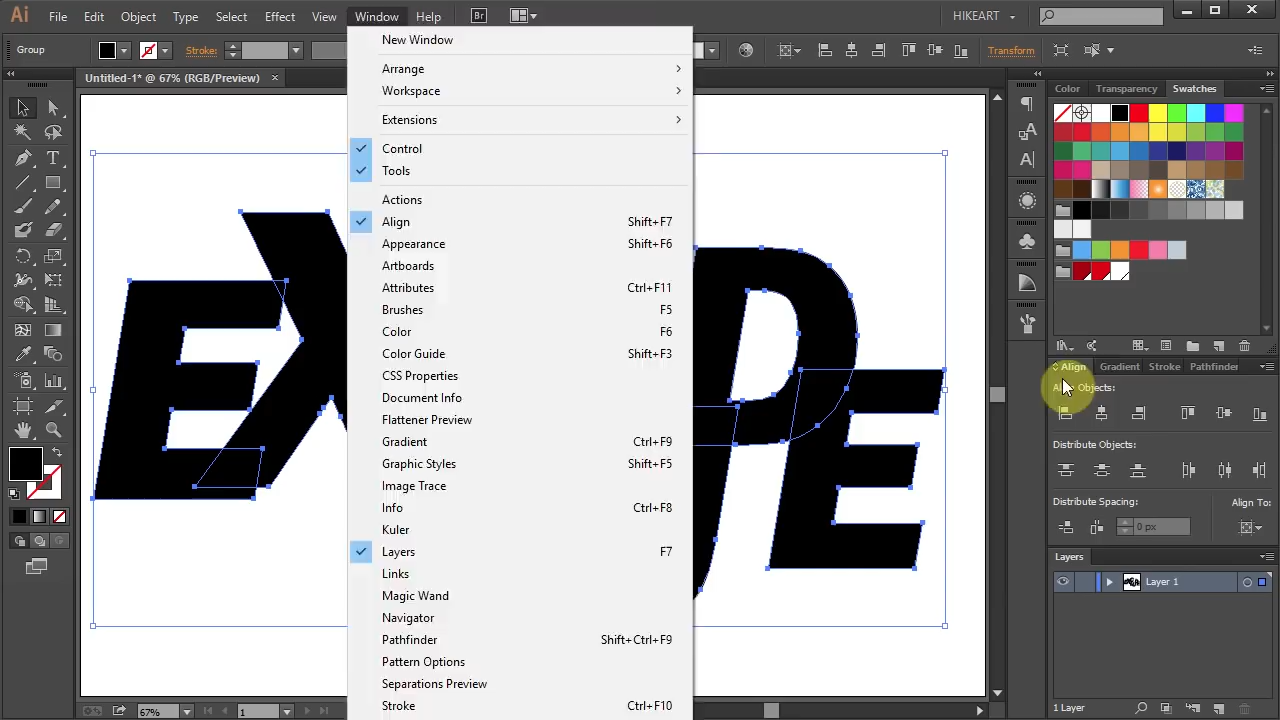 Ai File Edit Object Type Select Effect View Window Help Br HIKEART
Group Stroke: Transform
Untitled-1* @ 67% (RGB/Preview) ×
New Window
Arrange
Workspace
Extensions
Control
Tools
Actions
Align Shift+F7
Appearance Shift+F6
Artboards
Attributes Ctrl+F11
Brushes F5
Color F6
Color Guide Shift+F3
CSS Properties
Document Info
Flattener Preview
Gradient Ctrl+F9
Graphic Styles Shift+F5
Image Trace
Info Ctrl+F8
Kuler
Layers F7
Links
Magic Wand
Navigator
Pathfinder Shift+Ctrl+F9
Pattern Options
Separations Preview
Stroke Ctrl+F10
Color Transparency Swatches
Align Gradient Stroke Pathfinder
Objects:
Distribute Objects:
Distribute Spacing: Align To:
0 px
Layers
Layer 1
1 Layer
67% 1
E
D
E